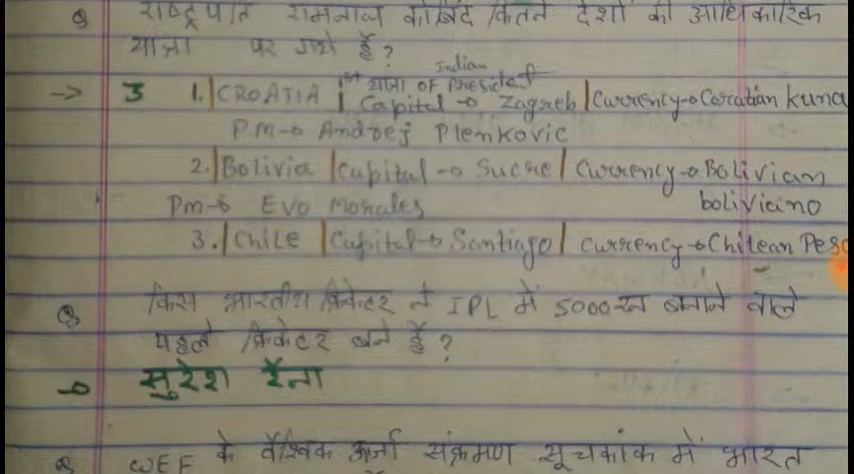 Q राष्ट्रपति रामनाथ कोविंद कितने देशों की आधिकारिक
यात्रा पर गये हैं?
→ 3 1.|CROATIA | 1st यात्रा OF Indian President
Capital → Zagreb | Currency → Coratian Kuna
PM → Andrej Plenkovic
2.|Bolivia |Capital → Sucre| Currency → Bolivian
Pm → Evo Morales boliviano
3.|Chile |Capital → Santiago| Currency → Chilean Peso
Q किस भारतीय क्रिकेटर ने IPL में 5000 रन बनाने वाले
पहले क्रिकेटर बने हैं?
→ सुरेश रैना
Q WEF के वैश्विक ऊर्जा संक्रमण सूचकांक में भारत